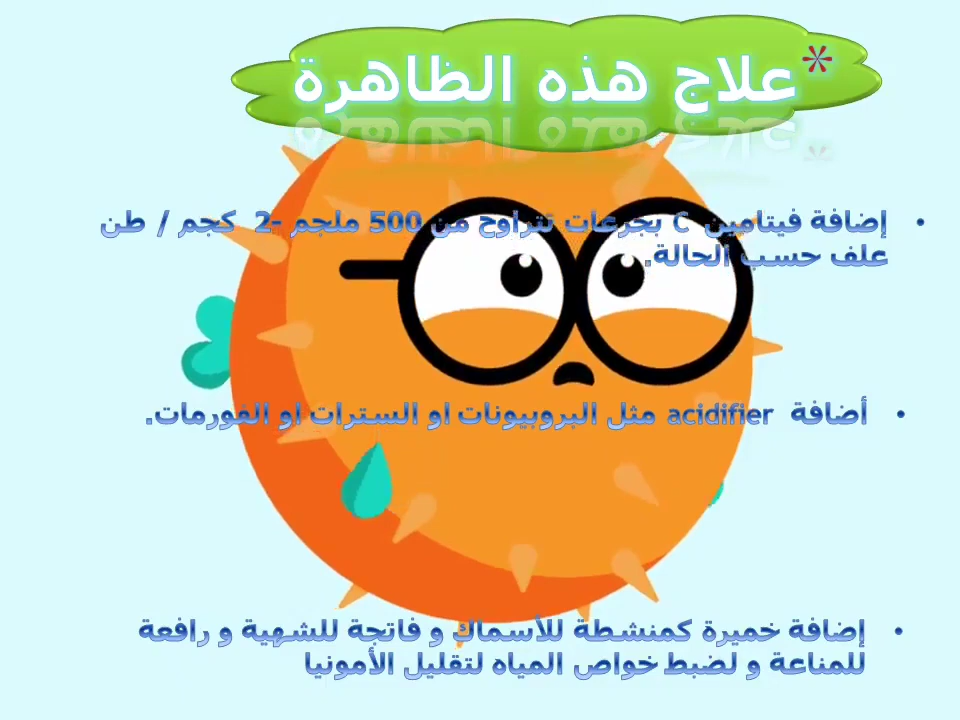 *علاج هذه الظاهرة
• إضافة فيتامين C بجرعات تتراوح من 500 ملجم -2 كجم / طن
علف حسب الحالة.
• أضافة acidifier مثل البروبيونات او السترات او الفورمات.
• إضافة خميرة كمنشطة للأسماك و فاتجة للشهية و رافعة
للمناعة و لضبط خواص المياه لتقليل الأمونيا